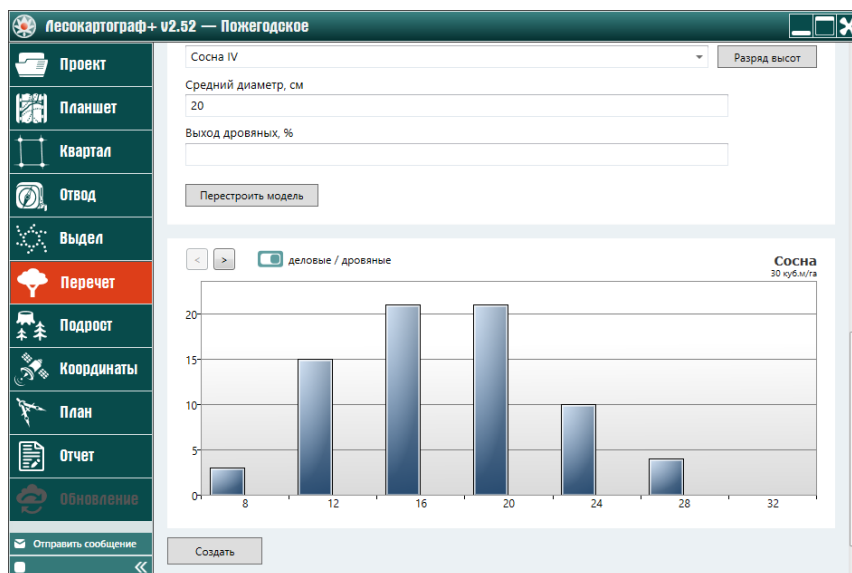 Лесокартограф+ v2.52 — Пожегодское
Проект
Планшет
Квартал
Отвод
Выдел
Перечет
Подрост
Координаты
План
Отчет
Обновление
Отправить сообщение
Сосна IV
Разряд высот
Средний диаметр, см
20
Выход дровяных, %
Перестроить модель
< >
деловые / дровяные
Сосна
30 куб.м/га
20
15
10
5
0
8 12 16 20 24 28 32
Создать